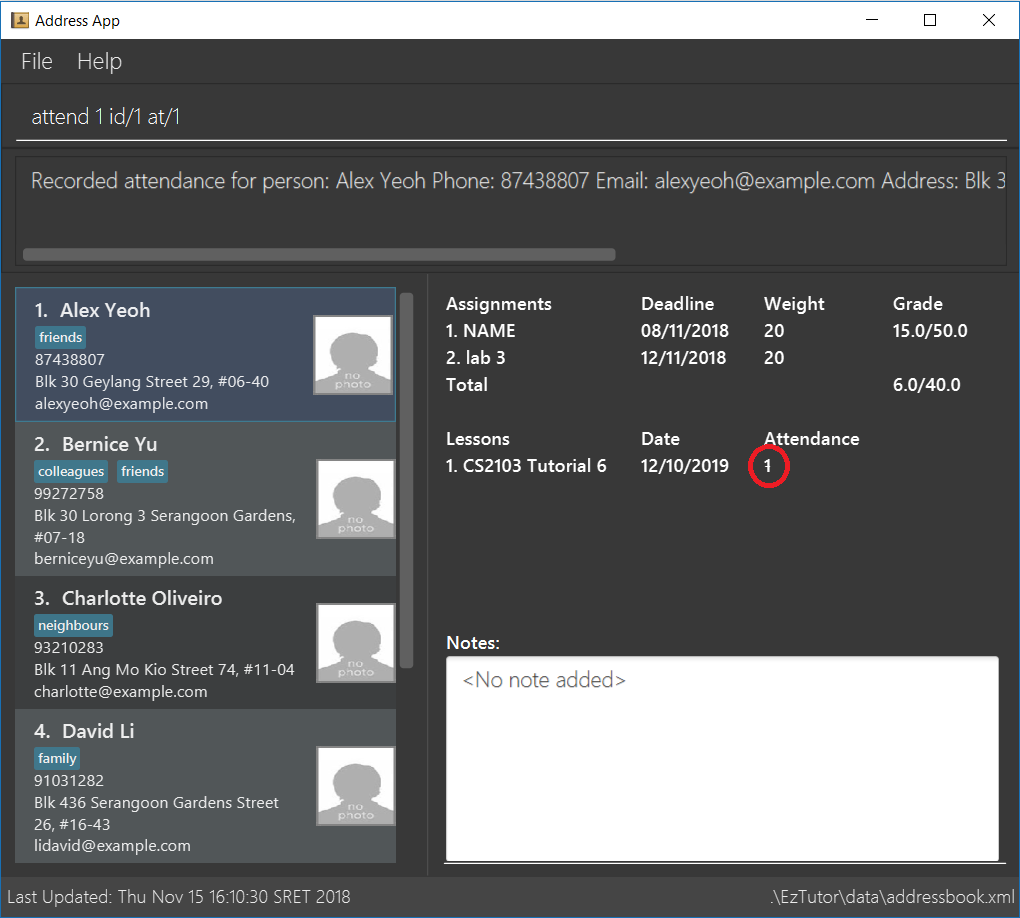 Address App
File Help
attend 1 id/1 at/1
Recorded attendance for person: Alex Yeoh Phone: 87438807 Email: alexyeoh@example.com Address: Blk 3
1. Alex Yeoh
friends
87438807
Blk 30 Geylang Street 29, #06-40
alexyeoh@example.com
no photo
2. Bernice Yu
colleagues friends
99272758
Blk 30 Lorong 3 Serangoon Gardens,
#07-18
berniceyu@example.com
no photo
3. Charlotte Oliveiro
neighbours
93210283
Blk 11 Ang Mo Kio Street 74, #11-04
charlotte@example.com
no photo
4. David Li
family
91031282
Blk 436 Serangoon Gardens Street
26, #16-43
lidavid@example.com
no photo
Assignments Deadline Weight Grade
1. NAME 08/11/2018 20 15.0/50.0
2. lab 3 12/11/2018 20
Total 6.0/40.0
Lessons Date Attendance
1. CS2103 Tutorial 6 12/10/2019 1
Notes:
<No note added>
Last Updated: Thu Nov 15 16:10:30 SRET 2018 .\EzTutor\data\addressbook.xml